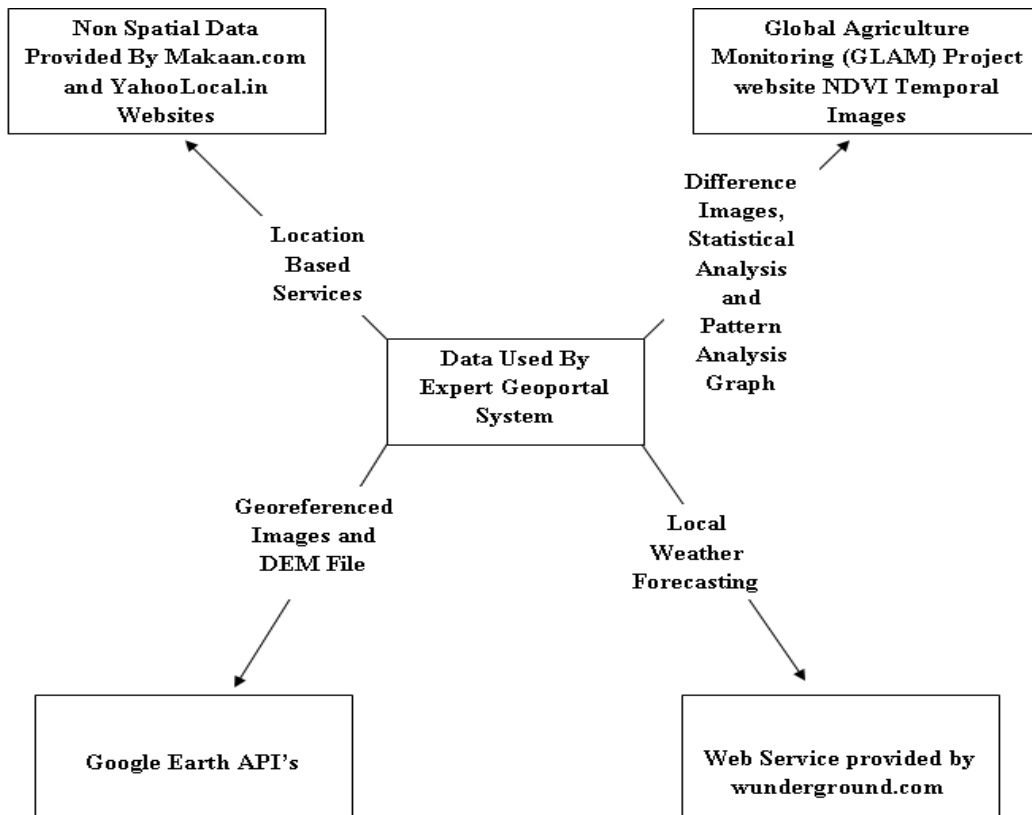 Non Spatial Data
Provided By Makaan.com
and YahooLocal.in
Websites
Global Agriculture
Monitoring (GLAM) Project
website NDVI Temporal
Images
Location
Based
Services
Difference
Images,
Statistical
Analysis
and
Pattern
Analysis
Graph
Data Used By
Expert Geoportal
System
Georeferenced
Images and
DEM File
Local
Weather
Forecasting
Google Earth API's
Web Service provided by
wunderground.com